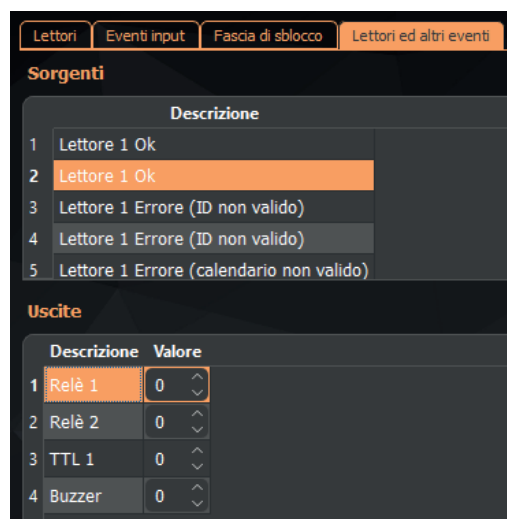 Lettori Eventi input Fascia di sblocco Lettori ed altri eventi
Sorgenti
Descrizione
1 Lettore 1 Ok
2 Lettore 1 Ok
3 Lettore 1 Errore (ID non valido)
4 Lettore 1 Errore (ID non valido)
5 Lettore 1 Errore (calendario non valido)
Uscite
Descrizione Valore
1 Relè 1 0
2 Relè 2 0
3 TTL 1 0
4 Buzzer 0